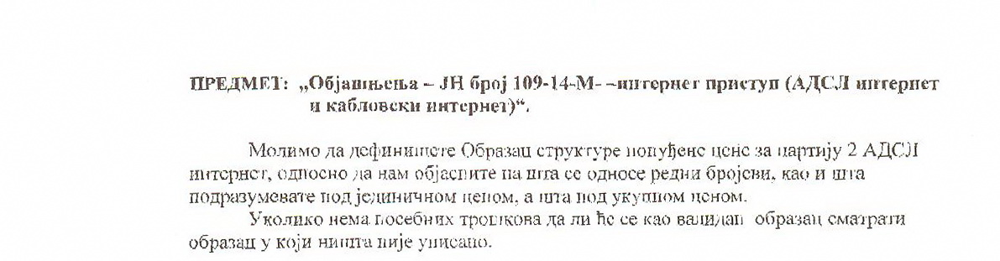 ПРЕДМЕТ: „Објашњења – ЈН број 109-14-М- –интернет приступ (АДСЛ интернет
и кабловски интернет)“.
Молимо да дефинишете Образац структуре понуђене цене за партију 2 АДСЛ
интернет, односно да нам објасните на шта се односе редни бројеви, као и шта
подразумевате под јединичном ценом, а шта под укупном ценом.
Уколико нема посебних трошкова да ли ће се као валидан образац сматрати
образац у који ништа није уписано.